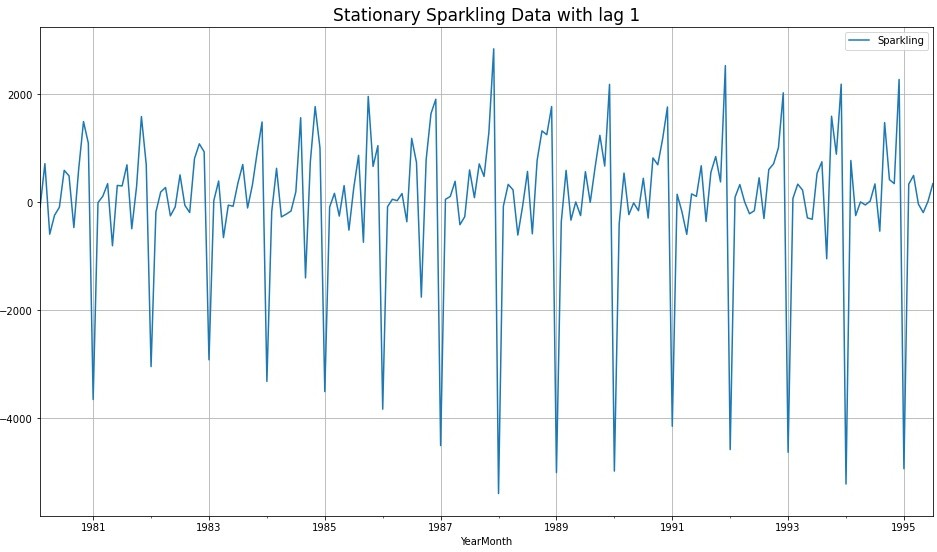 Stationary Sparkling Data with lag 1
Sparkling
2000
0
−2000
−4000
1981 1983 1985 1987 1989 1991 1993 1995
YearMonth